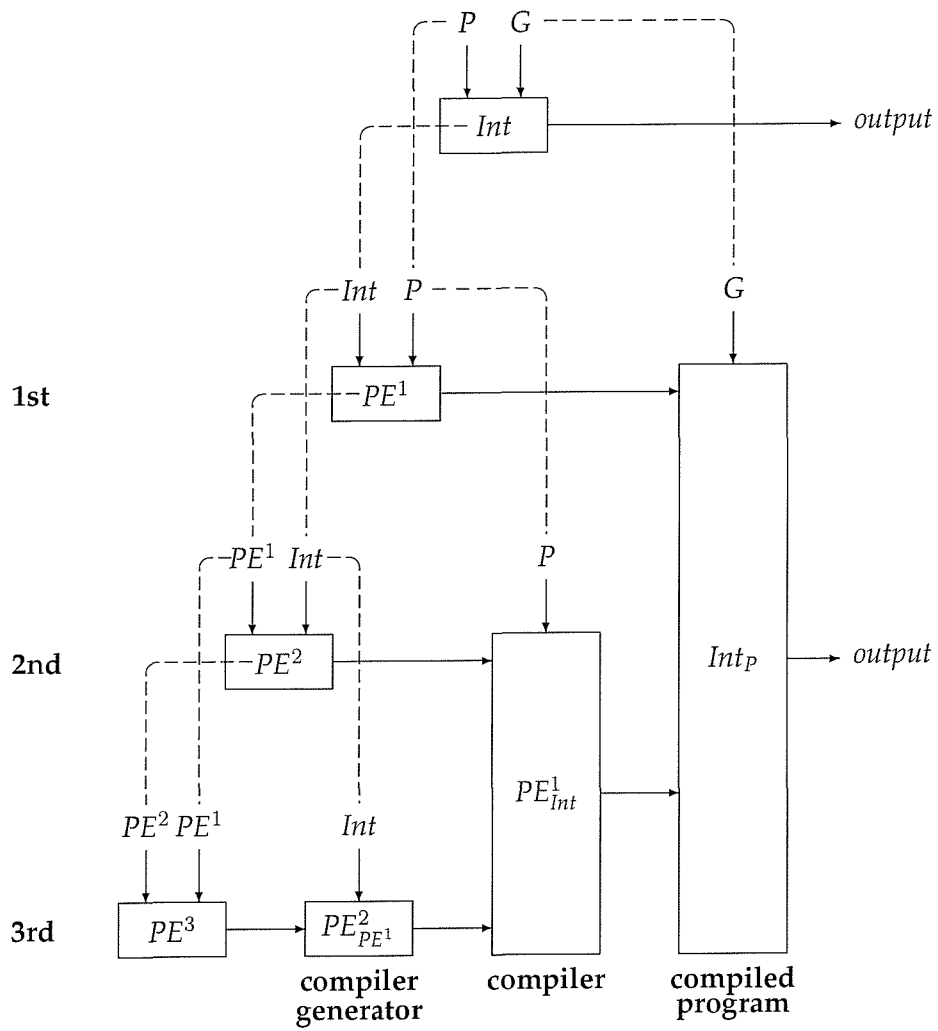 P G
Int output
Int P G
1st PE¹ 
PE¹ Int P
2nd PE² Int_P output
PE¹_Int
PE² PE¹ Int
3rd PE³ PE²_PE¹
compiler generator
compiler
compiled program